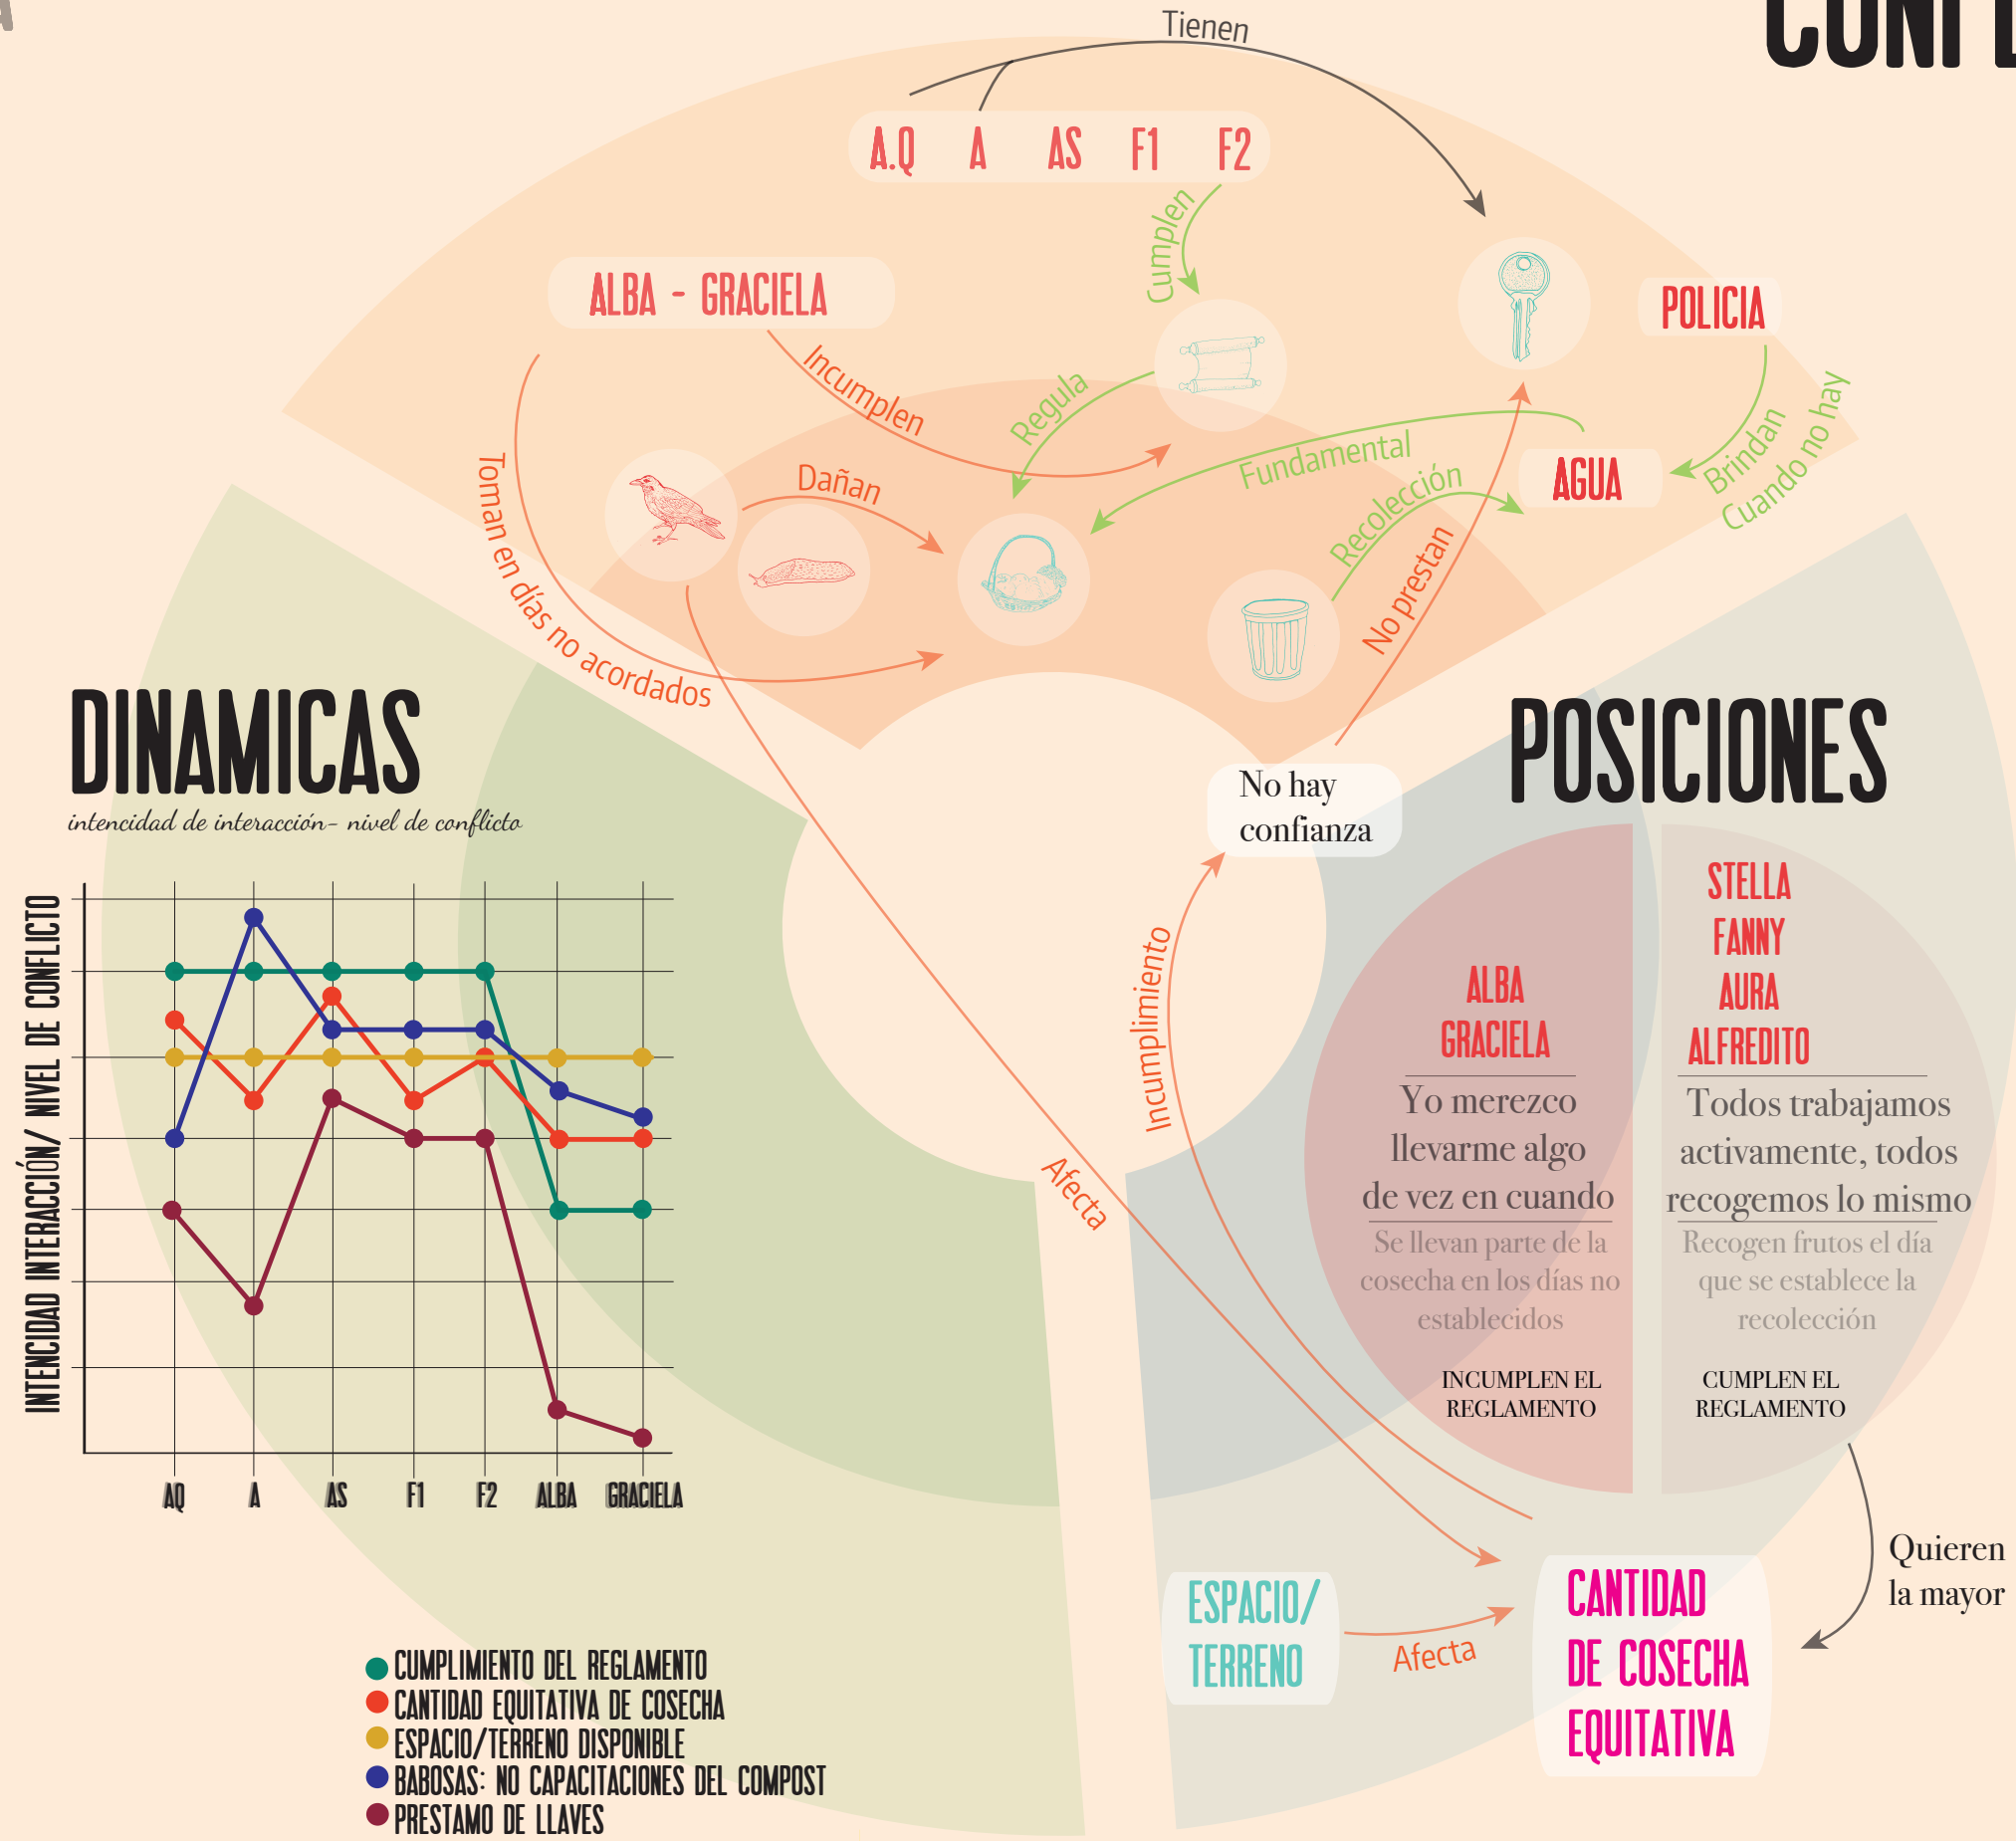 Tienen
A.Q A AS F1 F2
Cumplen
ALBA - GRACIELA
POLICIA
Incumplen
Regula
Brindan
Cuando no hay
Fundamental
AGUA
Dañan
Recolección
Toman en días no acordados
No prestan
DINAMICAS
intencidad de interacción- nivel de conflicto
INTENCIDAD INTERACIÓN/ NIVEL DE CONFLICTO
AQ A AS F1 F2 ALBA GRACIELA
CUMPLIMIENTO DEL REGLAMENTO
CANTIDAD EQUITATIVA DE COSECHA
ESPACIO/TERRENO DISPONIBLE
BABOSAS: NO CAPACITACIONES DEL COMPOST
PRESTAMO DE LLAVES
No hay
confianza
Incumplimiento
Afecta
POSICIONES
ALBA
GRACIELA
Yo merezco
llevarme algo
de vez en cuando
Se llevan parte de la
cosecha en los días no
establecidos
INCUMPLEN EL
REGLAMENTO
STELLA
FANNY
AURA
ALFREDITO
Todos trabajamos
activamente, todos
recogemos lo mismo
Recogen frutos el día
que se establece la
recolección
CUMPLEN EL
REGLAMENTO
Quieren
la mayor
ESPACIO/
TERRENO
Afecta
CANTIDAD
DE COSECHA
EQUITATIVA